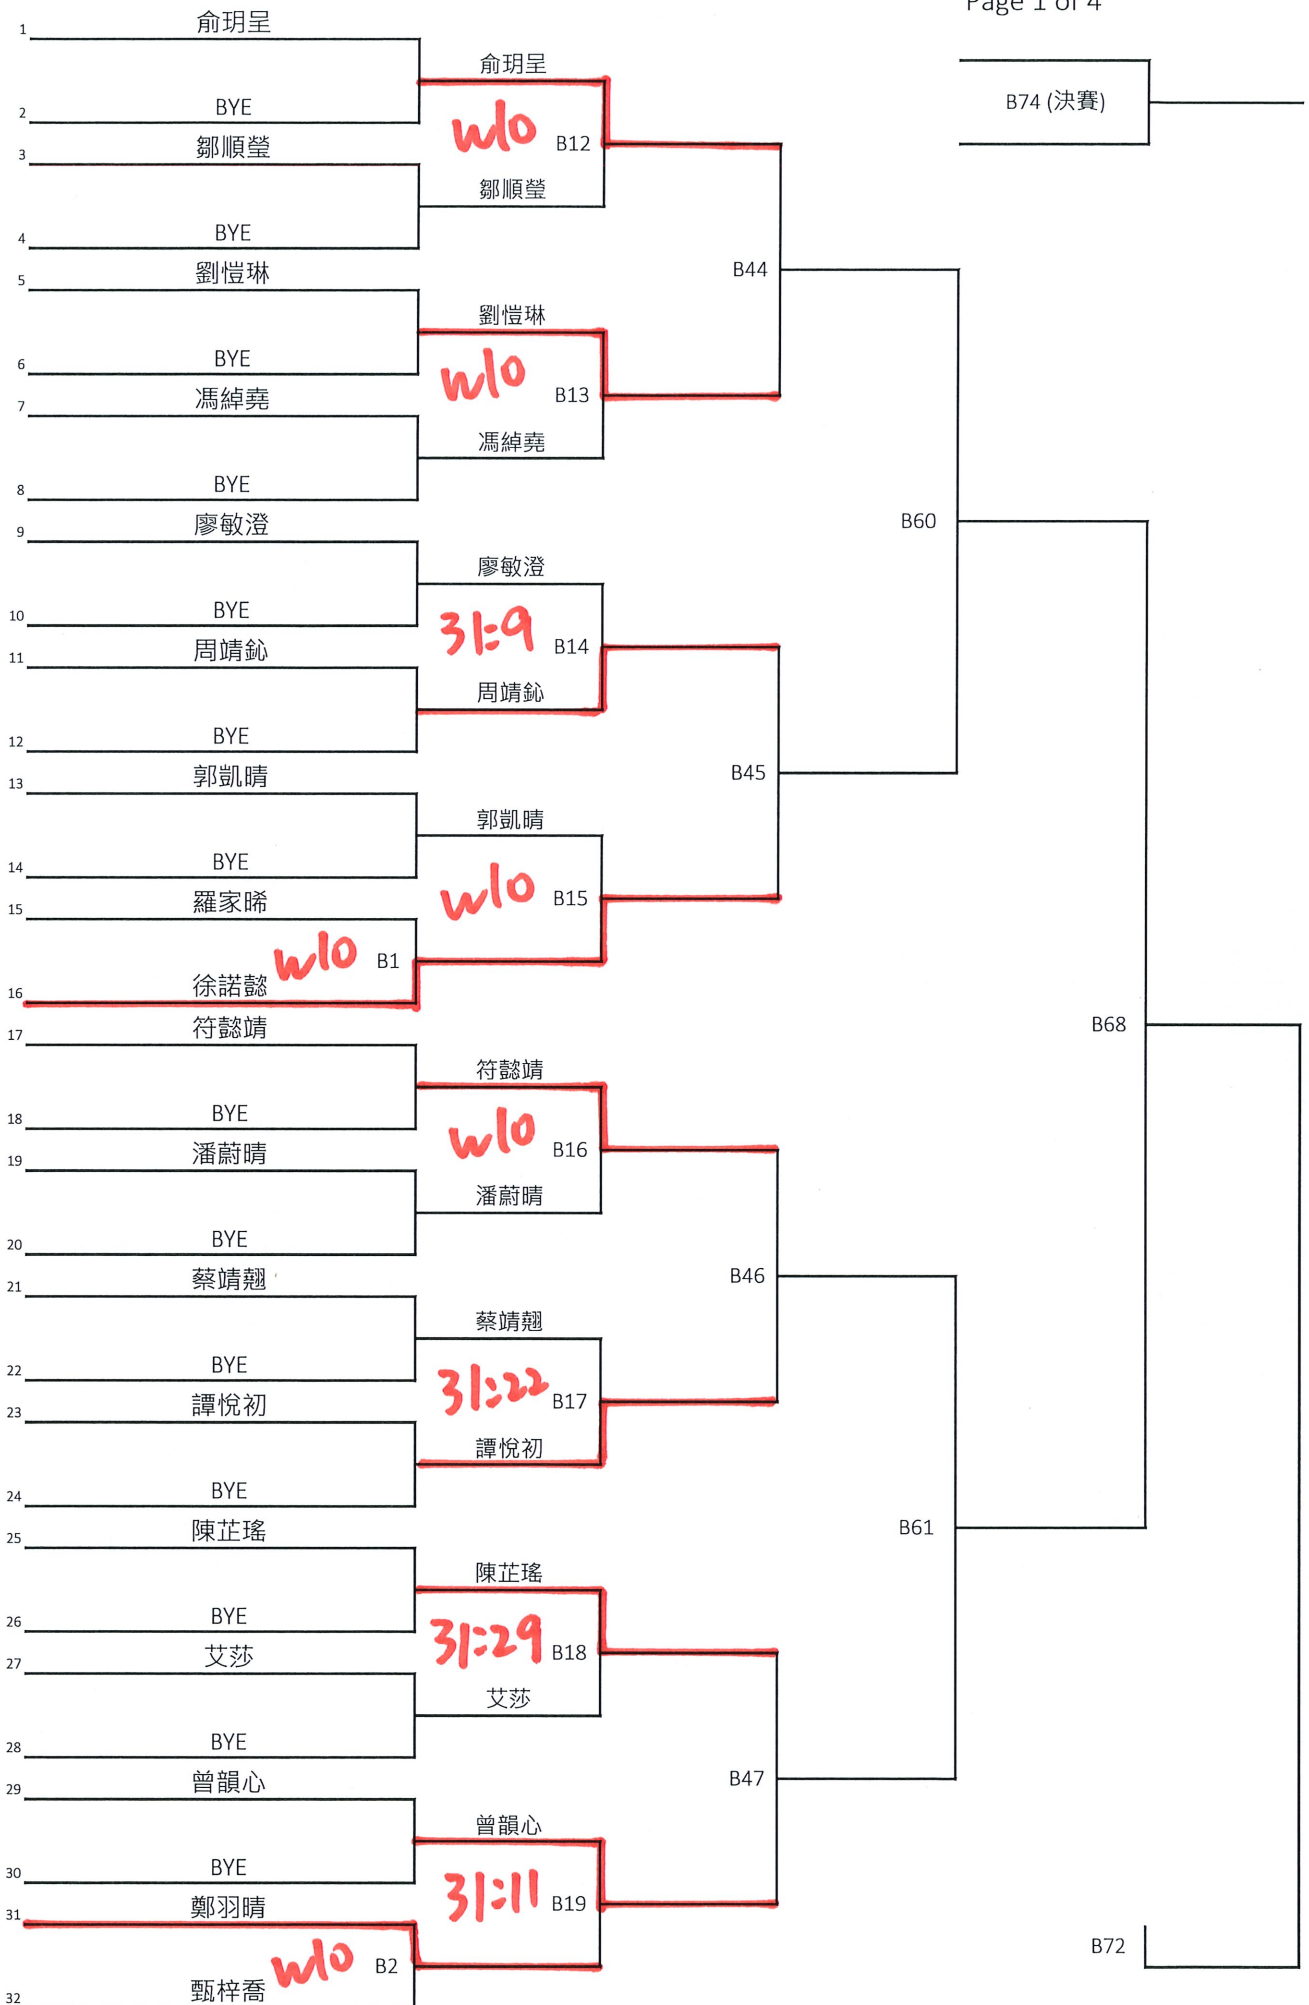 Page 1 of 4
1 俞玥呈
俞玥呈
B74 (決賽)
2 BYE
w/o B12
3 鄒順瑩
鄒順瑩
4 BYE
B44
5 劉愷琳
劉愷琳
6 BYE
w/o B13
7 馮綽堯
馮綽堯
8 BYE
B60
9 廖敏澄
廖敏澄
10 BYE
31:9 B14
11 周靖鈊
周靖鈊
12 BYE
B45
13 郭凱晴
郭凱晴
14 BYE
w/o B15
15 羅家晞
w/o B1
16 徐諾懿
B68
17 符懿靖
符懿靖
18 BYE
w/o B16
19 潘蔚晴
潘蔚晴
20 BYE
B46
21 蔡靖翹
蔡靖翹
22 BYE
31:22 B17
23 譚悅初
譚悅初
24 BYE
B61
25 陳芷瑤
陳芷瑤
26 BYE
31:29 B18
27 艾莎
艾莎
28 BYE
B47
29 曾韻心
曾韻心
30 BYE
31:11 B19
31 鄭羽晴
w/o B2
B72
32 甄梓喬